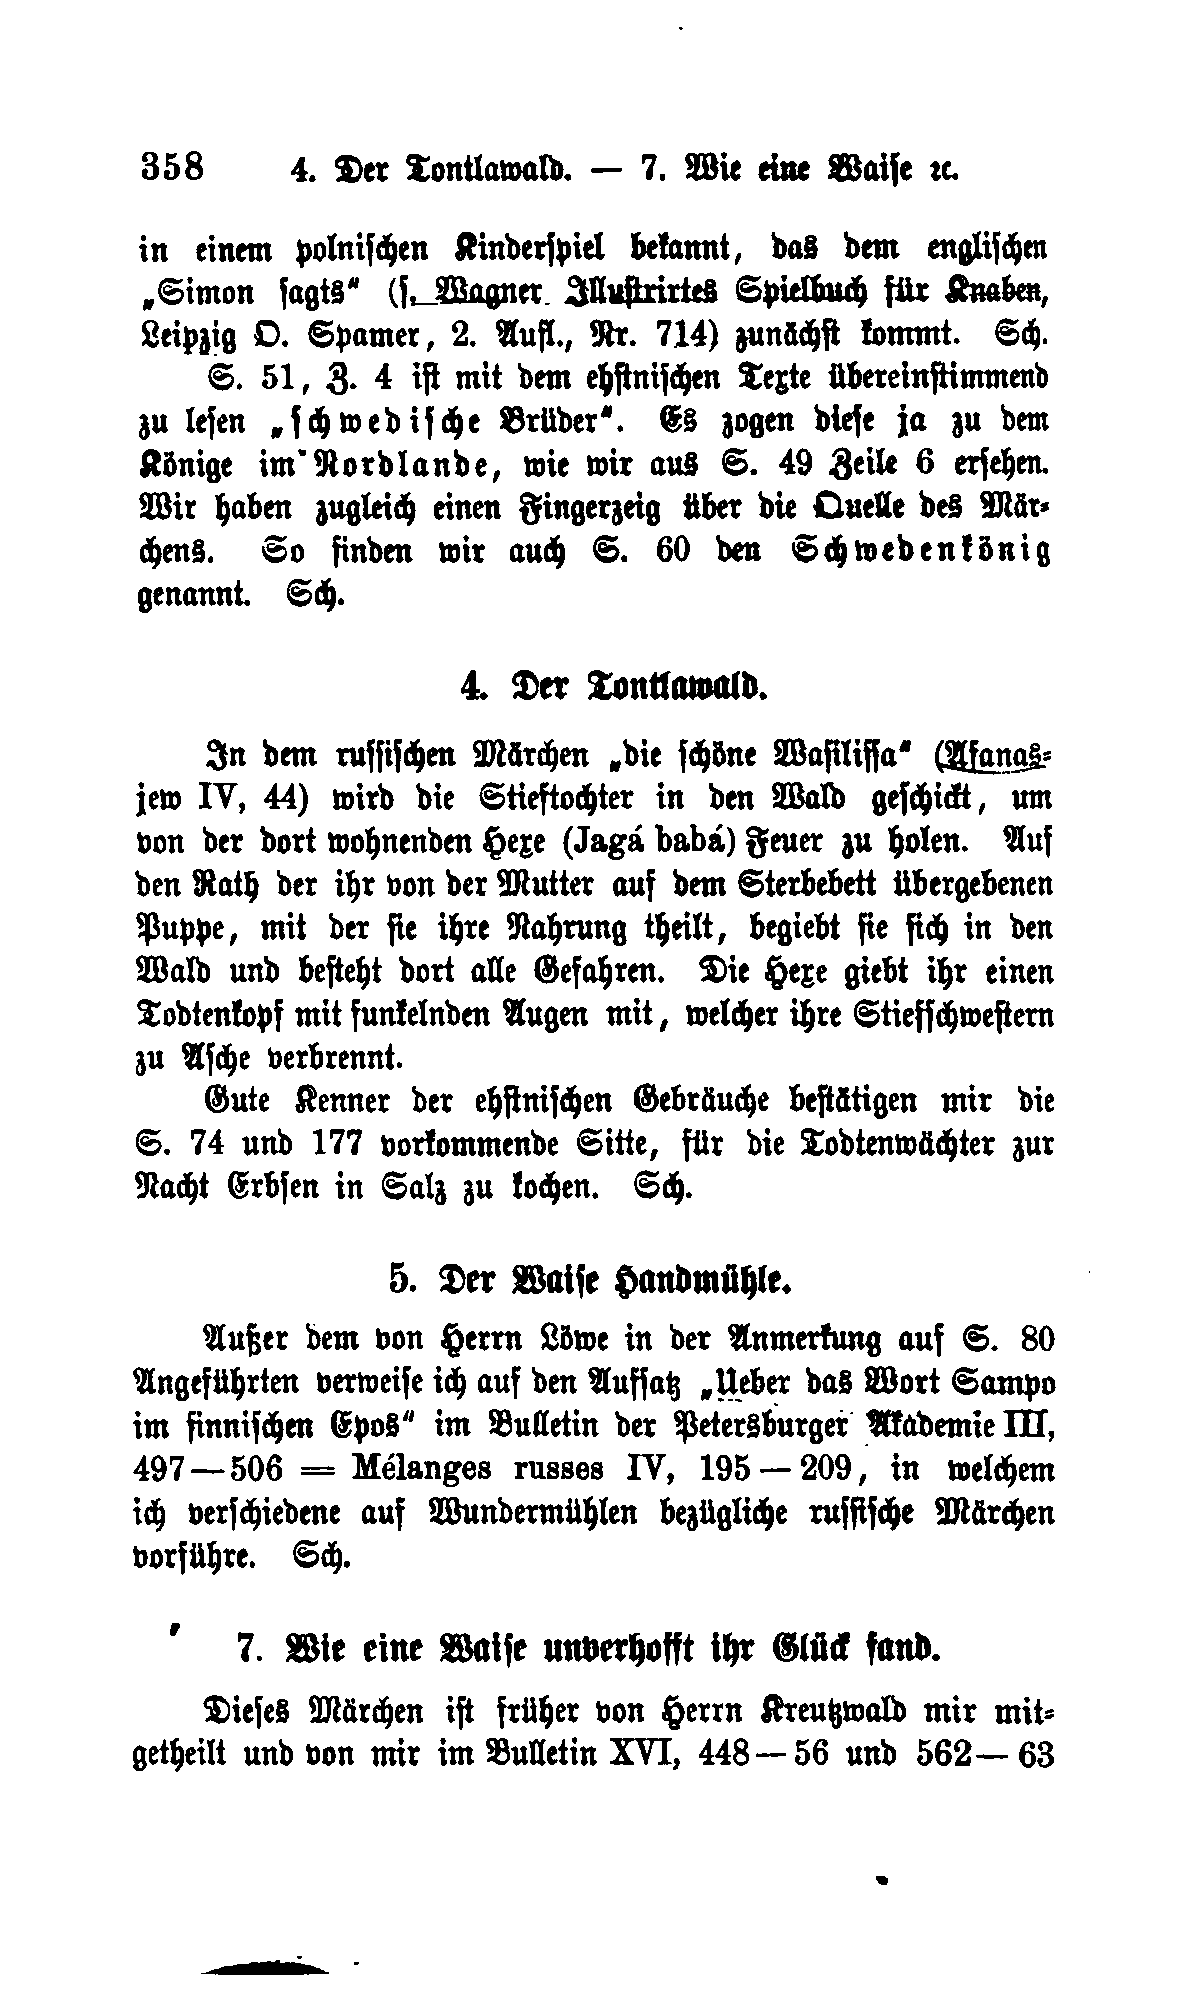 358 4. Der Tontlawald. — 7. Wie eine Waise ꝛc.
in einem polnischen Kinderspiel bekannt, das dem englischen
„Simon sagts“ (s. Wagner Illustrirtes Spielbuch für Knaben,
Leipzig O. Spamer, 2. Aufl., Nr. 714) zunächst kommt. Sch.
S. 51, Z. 4 ist mit dem ehstnischen Texte übereinstimmend
zu lesen „schwedische Brüder“. Es zogen diese ja zu dem
Könige im Nordlande, wie wir aus S. 49 Zeile 6 ersehen.
Wir haben zugleich einen Fingerzeig über die Quelle des Mär-
chens. So finden wir auch S. 60 den Schwedenkönig
genannt. Sch.
4. Der Tontlawald.
In dem russischen Märchen „die schöne Wasilissa“ (Afanas-
jew IV, 44) wird die Stieftochter in den Wald geschickt, um
von der dort wohnenden Hexe (Jagá babá) Feuer zu holen. Auf
den Rath der ihr von der Mutter auf dem Sterbebett übergebenen
Puppe, mit der sie ihre Nahrung theilt, begiebt sie sich in den
Wald und besteht dort alle Gefahren. Die Hexe giebt ihr einen
Todtenkopf mit funkelnden Augen mit, welcher ihre Stiefschwestern
zu Asche verbrennt.
Gute Kenner der ehstnischen Gebräuche bestätigen mir die
S. 74 und 177 vorkommende Sitte, für die Todtenwächter zur
Nacht Erbsen in Salz zu kochen. Sch.
5. Der Waise Handmühle.
Außer dem von Herrn Löwe in der Anmerkung auf S. 80
Angeführten verweise ich auf den Aufsatz „Ueber das Wort Sampo
im finnischen Epos“ im Bulletin der Petersburger Akademie III,
497—506 = Mélanges russes IV, 195—209, in welchem
ich verschiedene auf Wundermühlen bezügliche russische Märchen
vorführe. Sch.
7. Wie eine Waise unverhofft ihr Glück fand.
Dieses Märchen ist früher von Herrn Kreutzwald mir mit-
getheilt und von mir im Bulletin XVI, 448—56 und 562—63